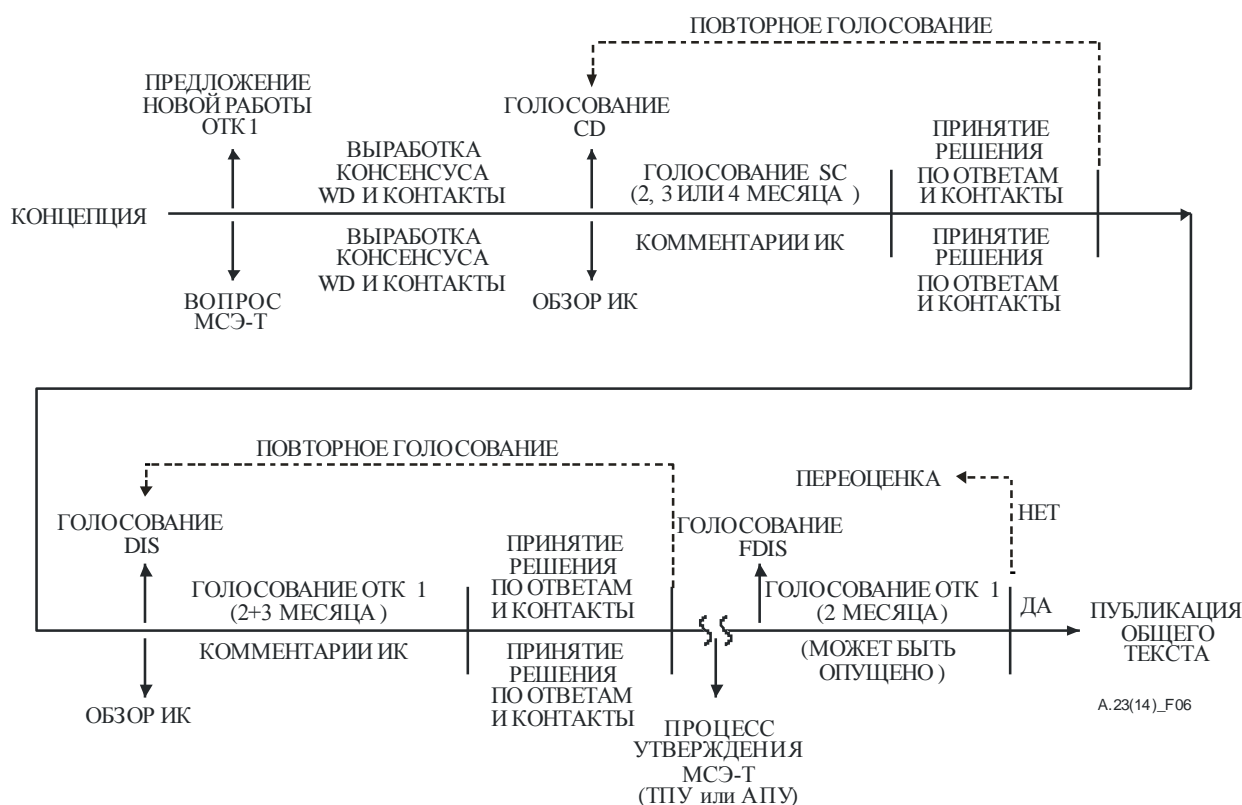 ПОВТОРНОЕ ГОЛОСОВАНИЕ
ПРЕДЛОЖЕНИЕ
НОВОЙ РАБОТЫ
ОТК 1
ГОЛОСОВАНИЕ
CD
ВЫРАБОТКА
КОНСЕНСУСА
WD И КОНТАКТЫ
ГОЛОСОВАНИЕ SC
(2, 3 ИЛИ 4 МЕСЯЦА )
ПРИНЯТИЕ
РЕШЕНИЯ
ПО ОТВЕТАМ
И КОНТАКТЫ
КОНЦЕПЦИЯ
ВЫРАБОТКА
КОНСЕНСУСА
WD И КОНТАКТЫ
КОММЕНТАРИИ ИК
ПРИНЯТИЕ
РЕШЕНИЯ
ПО ОТВЕТАМ
И КОНТАКТЫ
ВОПРОС
МСЭ-Т
ОБЗОР ИК
ПОВТОРНОЕ ГОЛОСОВАНИЕ
ПЕРЕОЦЕНКА
НЕТ
ГОЛОСОВАНИЕ
DIS
ГОЛОСОВАНИЕ
FDIS
ГОЛОСОВАНИЕ ОТК 1
(2+3 МЕСЯЦА )
ПРИНЯТИЕ
РЕШЕНИЯ
ПО ОТВЕТАМ
И КОНТАКТЫ
ГОЛОСОВАНИЕ ОТК 1
(2 МЕСЯЦА)
ДА
ПУБЛИКАЦИЯ
ОБЩЕГО
ТЕКСТА
КОММЕНТАРИИ ИК
ПРИНЯТИЕ
РЕШЕНИЯ
ПО ОТВЕТАМ
И КОНТАКТЫ
(МОЖЕТ БЫТЬ
ОПУЩЕНО )
ОБЗОР ИК
ПРОЦЕСС
УТВЕРЖДЕНИЯ
МСЭ-Т
(ТПУ или АПУ)
A.23(14)_F06